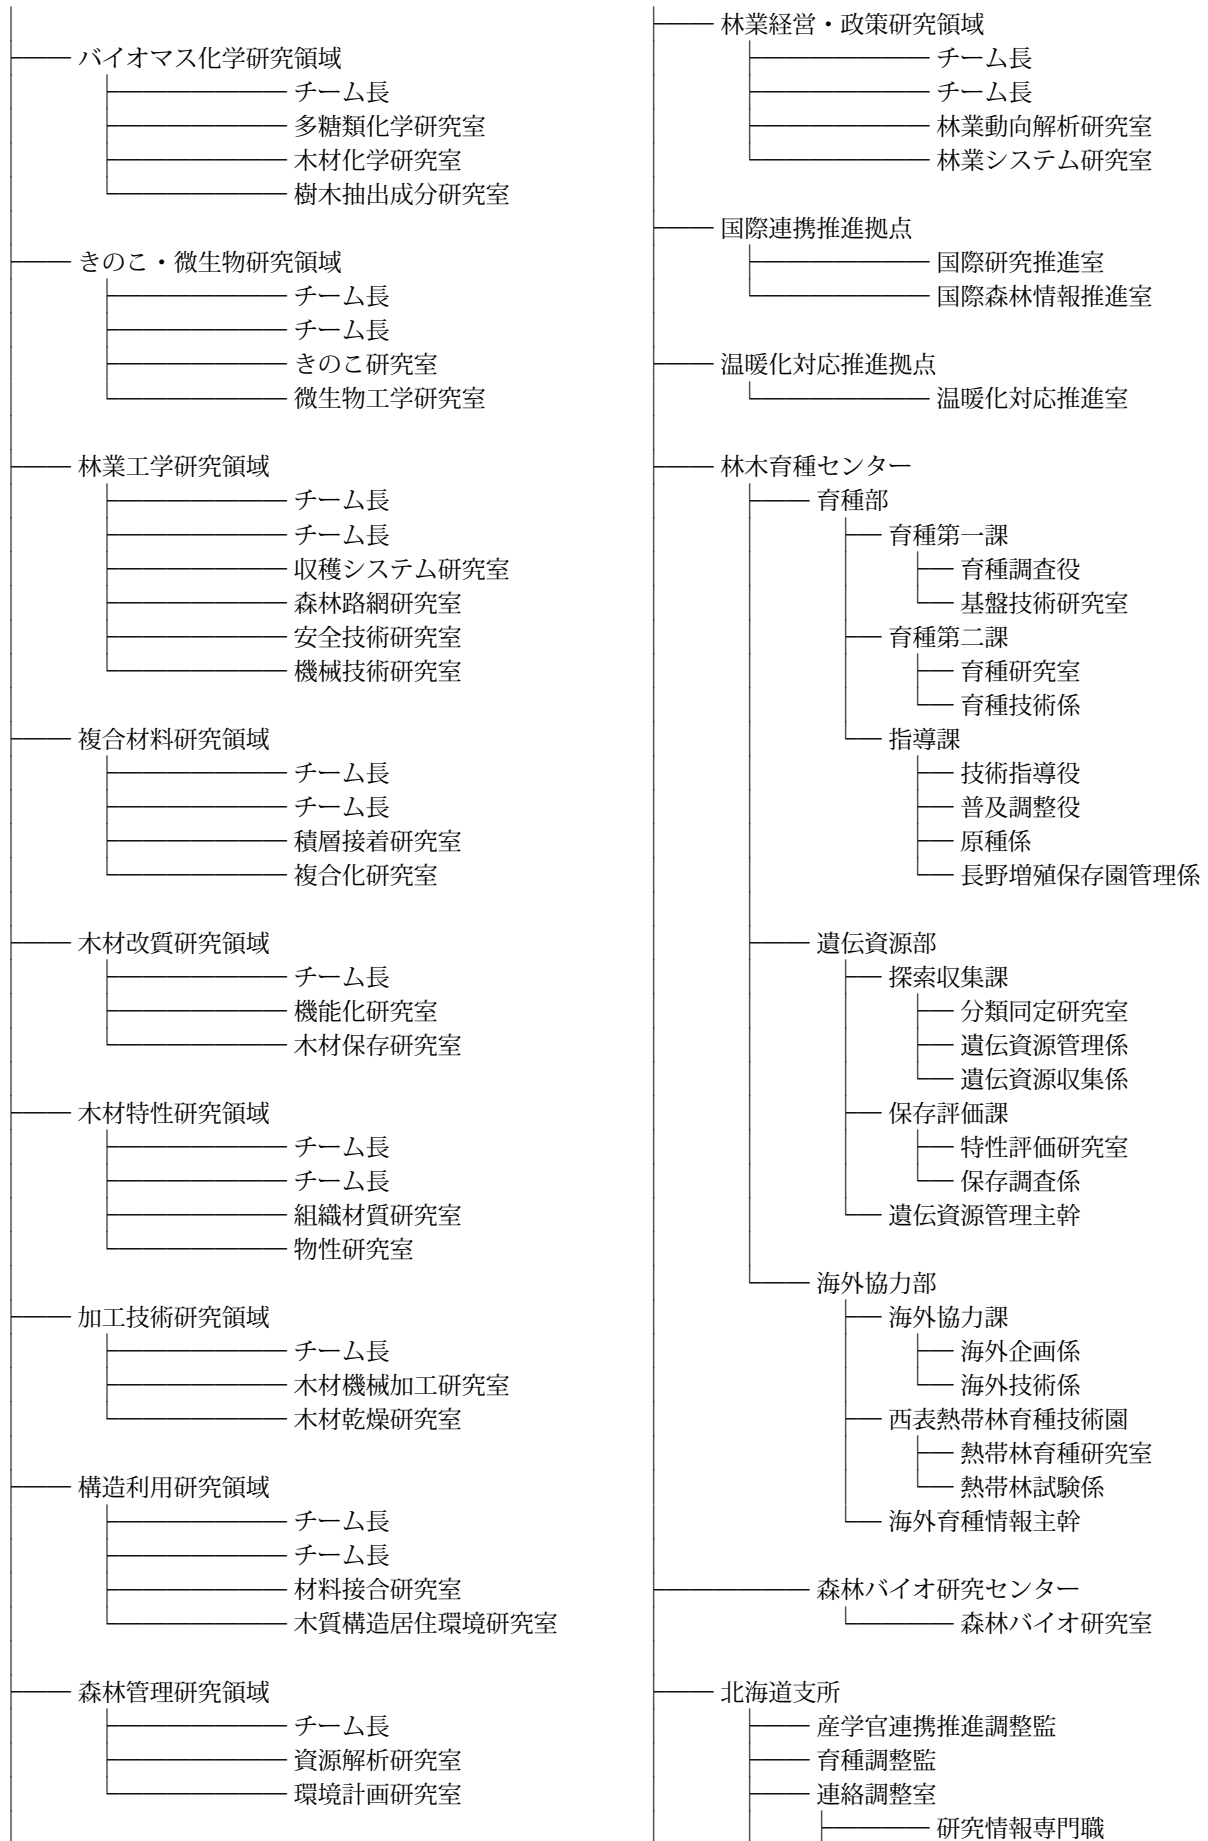 バイオマス化学研究領域
チーム長
多糖類化学研究室
木材化学研究室
樹木抽出成分研究室
きのこ・微生物研究領域
チーム長
チーム長
きのこ研究室
微生物工学研究室
林業工学研究領域
チーム長
チーム長
収穫システム研究室
森林路網研究室
安全技術研究室
機械技術研究室
複合材料研究領域
チーム長
チーム長
積層接着研究室
複合化研究室
木材改質研究領域
チーム長
機能化研究室
木材保存研究室
木材特性研究領域
チーム長
チーム長
組織材質研究室
物性研究室
加工技術研究領域
チーム長
木材機械加工研究室
木材乾燥研究室
構造利用研究領域
チーム長
チーム長
材料接合研究室
木質構造居住環境研究室
森林管理研究領域
チーム長
資源解析研究室
環境計画研究室
林業経営・政策研究領域
チーム長
チーム長
林業動向解析研究室
林業システム研究室
国際連携推進拠点
国際研究推進室
国際森林情報推進室
温暖化対応推進拠点
温暖化対応推進室
林木育種センター
育種部
育種第一課
育種調査役
基盤技術研究室
育種第二課
育種研究室
育種技術係
指導課
技術指導役
普及調整役
原種係
長野増殖保存園管理係
遺伝資源部
探索収集課
分類同定研究室
遺伝資源管理係
遺伝資源収集係
保存評価課
特性評価研究室
保存調査係
遺伝資源管理主幹
海外協力部
海外協力課
海外企画係
海外技術係
西表熱帯林育種技術園
熱帯林育種研究室
熱帯林試験係
海外育種情報主幹
森林バイオ研究センター
森林バイオ研究室
北海道支所
産学官連携推進調整監
育種調整監
連絡調整室
研究情報専門職